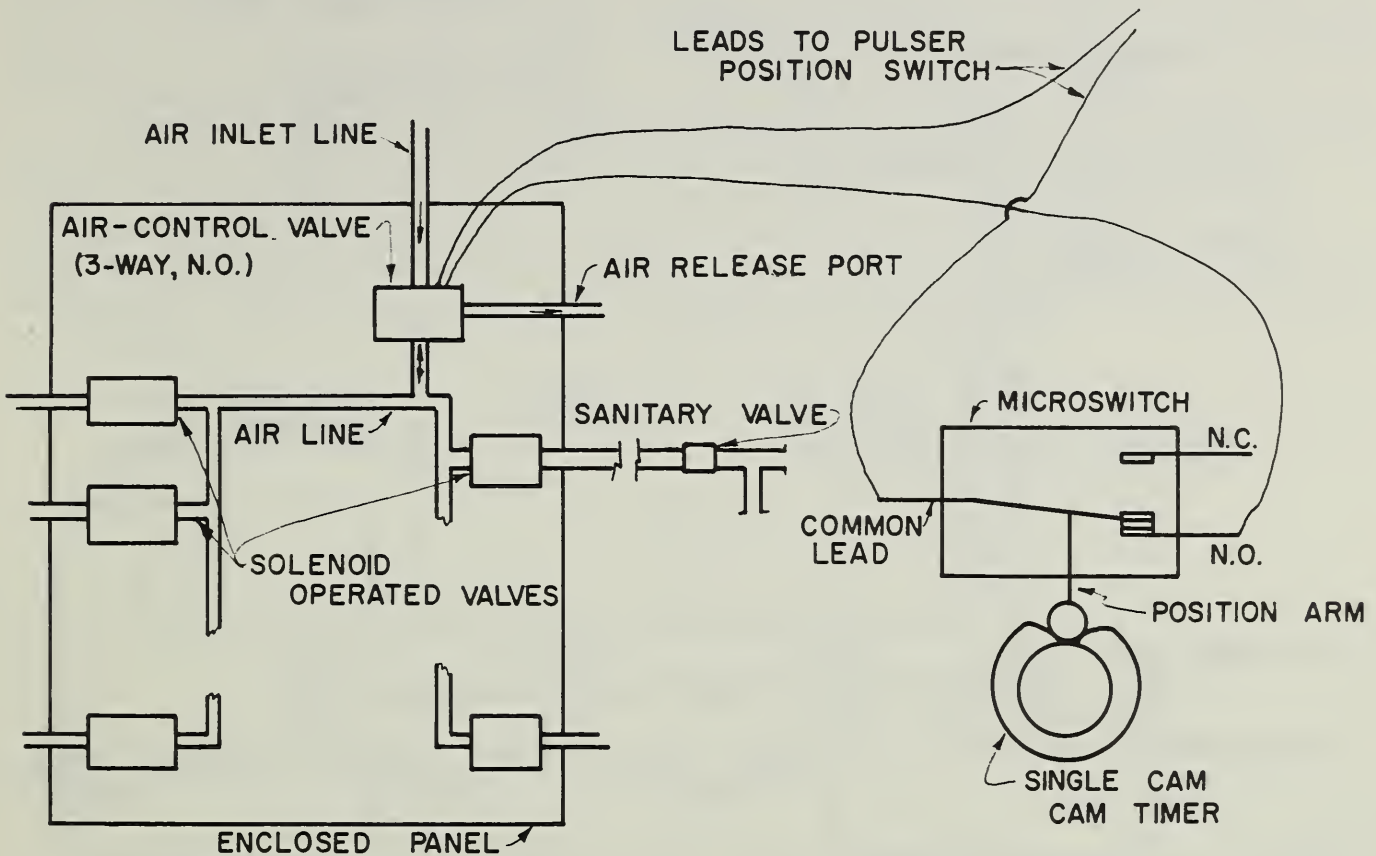 LEADS TO PULSER
POSITION SWITCH
AIR INLET LINE
AIR-CONTROL VALVE
(3-WAY, N.O.)
AIR RELEASE PORT
SANITARY VALVE
MICROSWITCH
N.C.
AIR LINE
COMMON
LEAD
N.O.
SOLENOID
OPERATED VALVES
POSITION ARM
SINGLE CAM
CAM TIMER
ENCLOSED PANEL